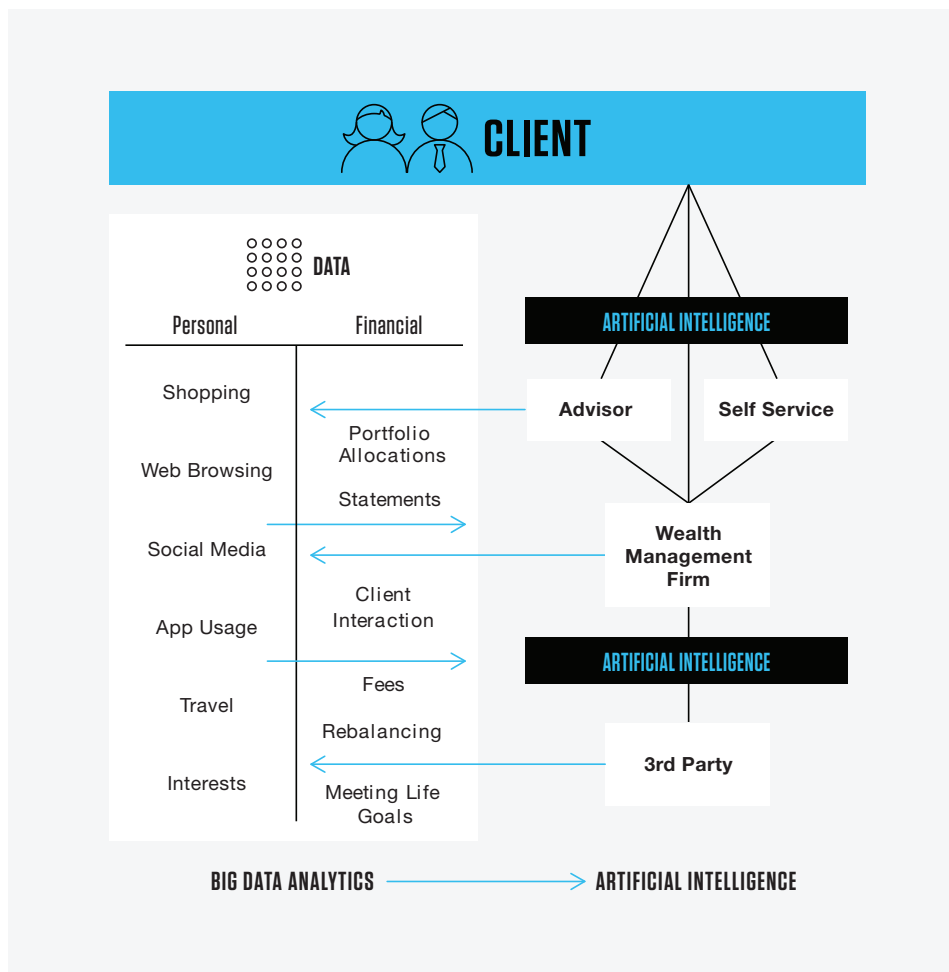 CLIENT
DATA
Personal
Financial
Shopping
Web Browsing
Social Media
App Usage
Travel
Interests
Portfolio
Allocations
Statements
Client
Interaction
Fees
Rebalancing
Meeting Life
Goals
ARTIFICIAL INTELLIGENCE
Advisor
Self Service
Wealth
Management
Firm
ARTIFICIAL INTELLIGENCE
3rd Party
BIG DATA ANALYTICS
ARTIFICIAL INTELLIGENCE